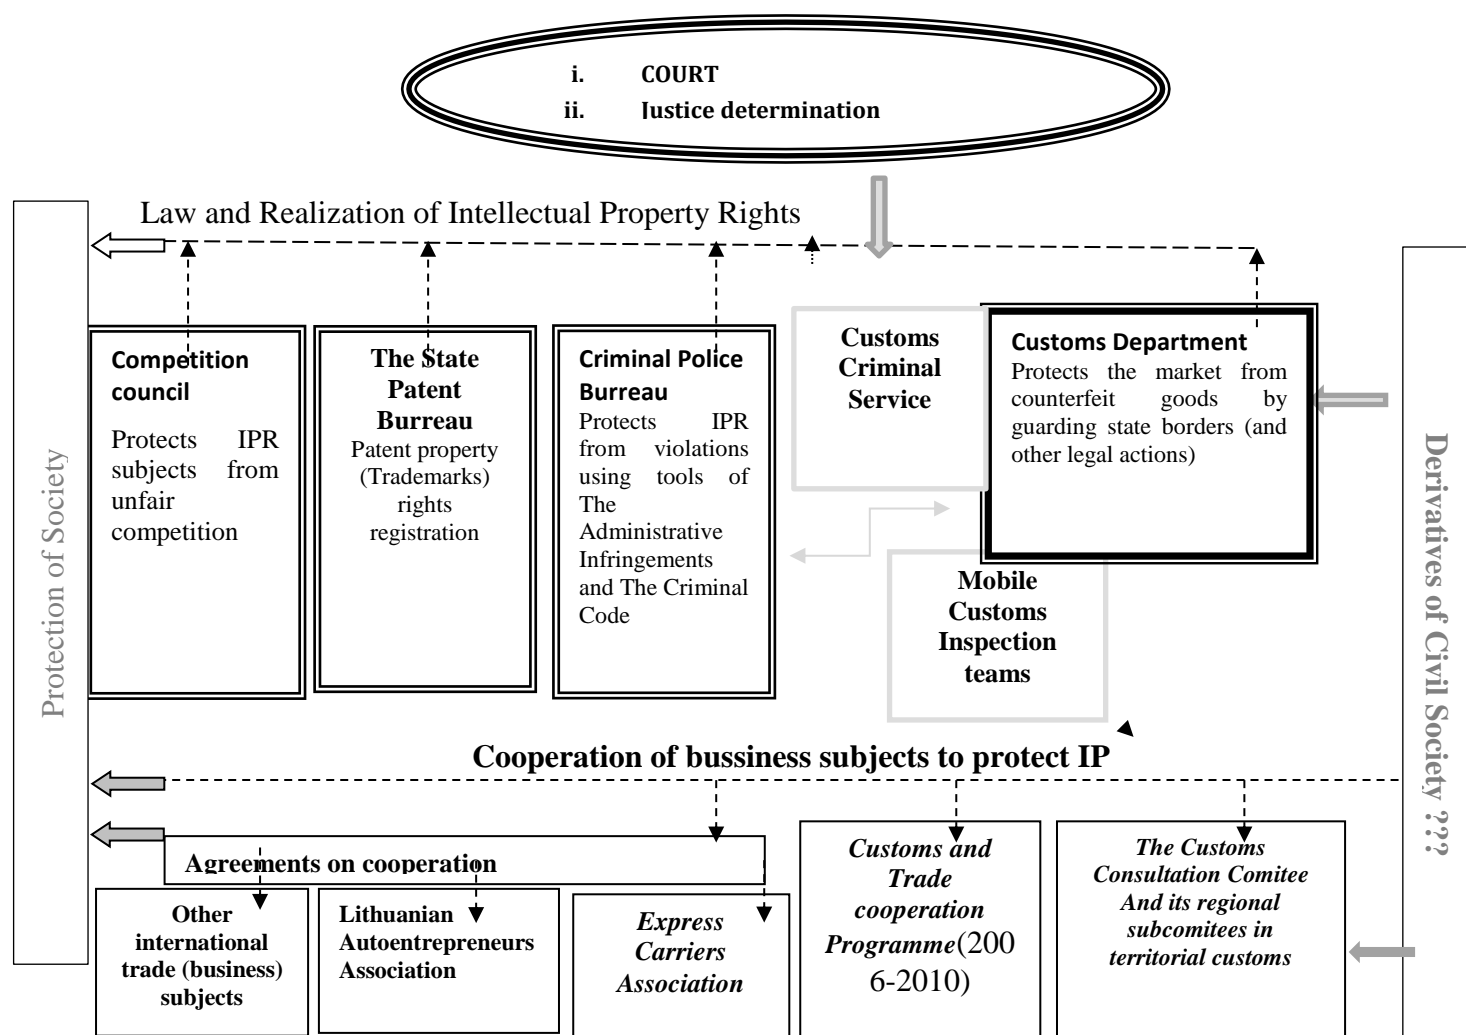 i. COURT
ii. Justice determination
Law and Realization of Intellectual Property Rights
Protection of Society
Competition
council
Protects IPR
subjects from
unfair
competition
The State
Patent
Burreau
Patent property
(Trademarks)
rights
registration
Criminal Police
Burreau
Protects IPR
from violations
using tools of
The
Administrative
Infringements
and The Criminal
Code
Customs
Criminal
Service
Customs Department
Protects the market from
counterfeit goods by
guarding state borders (and
other legal actions)
Mobile
Customs
Inspection
teams
Derivatives of Civil Society ???
Cooperation of bussiness subjects to protect IP
Agreements on cooperation
Other
international
trade (business)
subjects
Lithuanian
Autoentrepreneurs
Association
Express
Carriers
Association
Customs and
Trade
cooperation
Programme(200
6-2010)
The Customs
Consultation Comitee
And its regional
subcomitees in
territorial customs